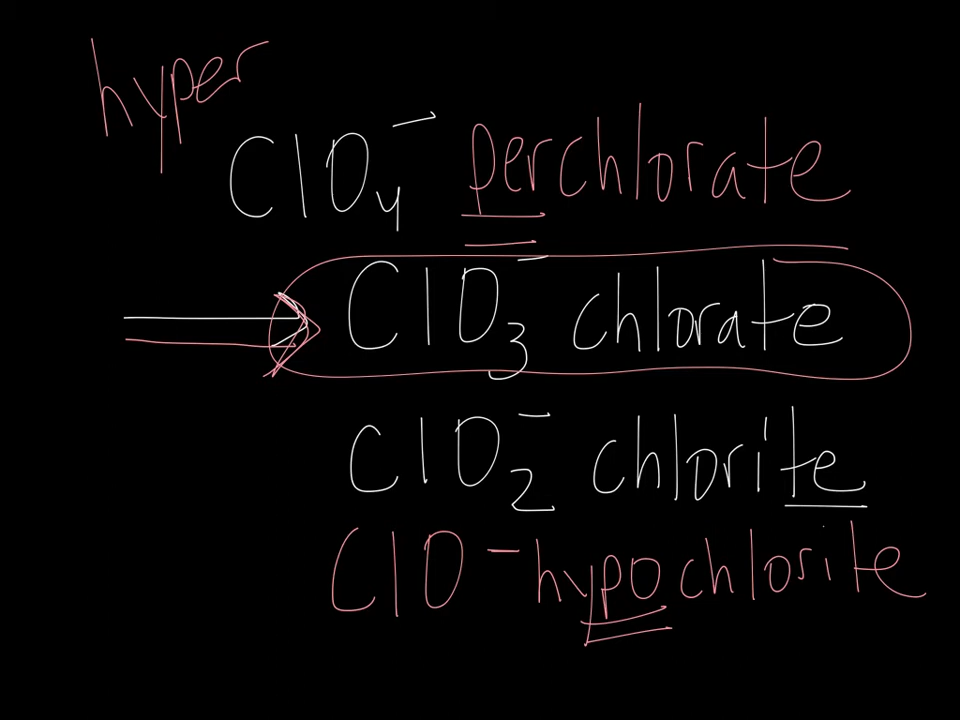 hyper
ClO₄⁻ perchlorate
ClO₃⁻ chlorate
ClO₂⁻ chlorite
ClO⁻ hypochlorite